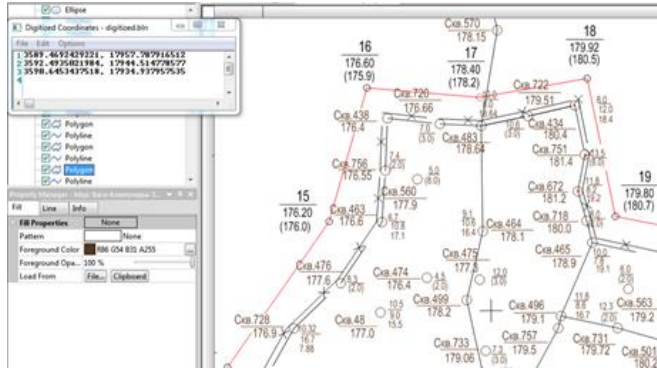 Ellipse
Digitized Coordinates - digitized.bln
File Edit Options
1 3589.4692429221, 17957.787916512
2 3592.4935021984, 17944.514778577
3 3598.6453437518, 17934.937957535
4
Polygon
Polyline
Polygon
Polygon
Polyline
Polygon
Polyline
Fill Line Info
Fill Properties None
Pattern None
Foreground Color R86 G54 B31 A255
Foreground Opa... 100 %
Load From File... Clipboard
Скв.570
178.15
18
179.92
(180.5)
16
176.60
(175.9)
17
178.40
(178.2)
Скв.720
176.66
Скв.722
179.51
Скв.438
176.4
Скв.483
178.64
Скв.434
180.4
Скв.751
181.4
Скв.756
176.55
Скв.560
177.9
Скв.672
181.2
15
176.20
(176.0)
19
179.80
(180.7)
Скв.463
176.6
Скв.464
178.1
Скв.718
180.0
Скв.465
178.9
Скв.476
177.6
Скв.474
176.4
Скв.475
177.3
Скв.499
178.2
Скв.496
179.1
Скв.563
179.2
Скв.728
176.9
Скв.48
177.0
Скв.733
179.06
Скв.757
179.5
Скв.731
179.72
Скв.501
180.2